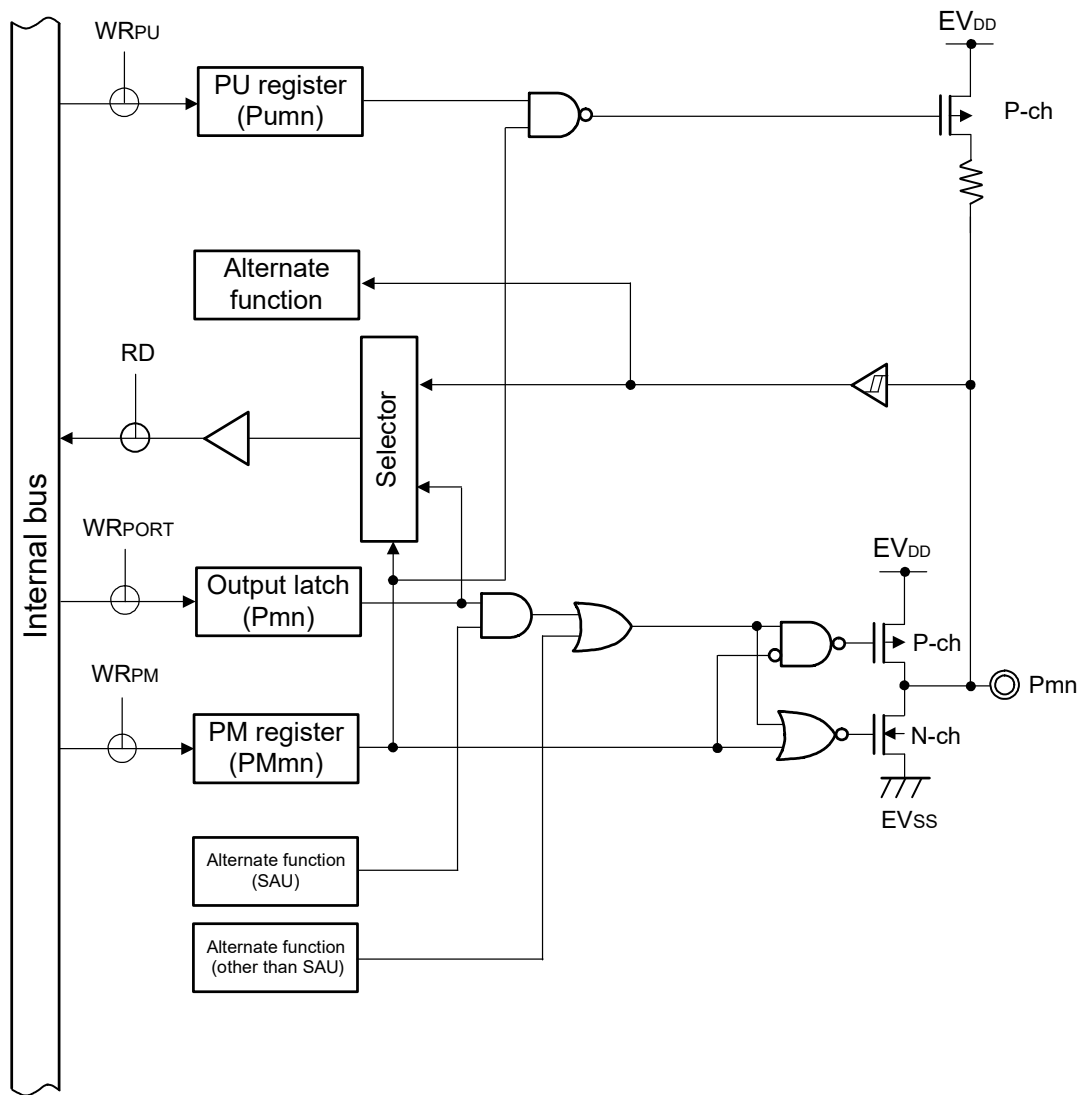 WRPU
PU register
(Pumn)
EVDD
P-ch
Alternate
function
RD
Selector
Internal bus
WRPORT
Output latch
(Pmn)
EVDD
P-ch
Pmn
WRPM
PM register
(PMmn)
N-ch
EVSS
Alternate function
(SAU)
Alternate function
(other than SAU)